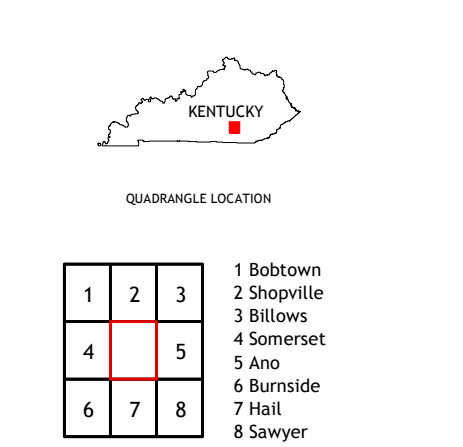 KENTUCKY
QUADRANGLE LOCATION
1 2 3
4 5
6 7 8
1 Bobtown
2 Shopville
3 Billows
4 Somerset
5 Ano
6 Burnside
7 Hail
8 Sawyer